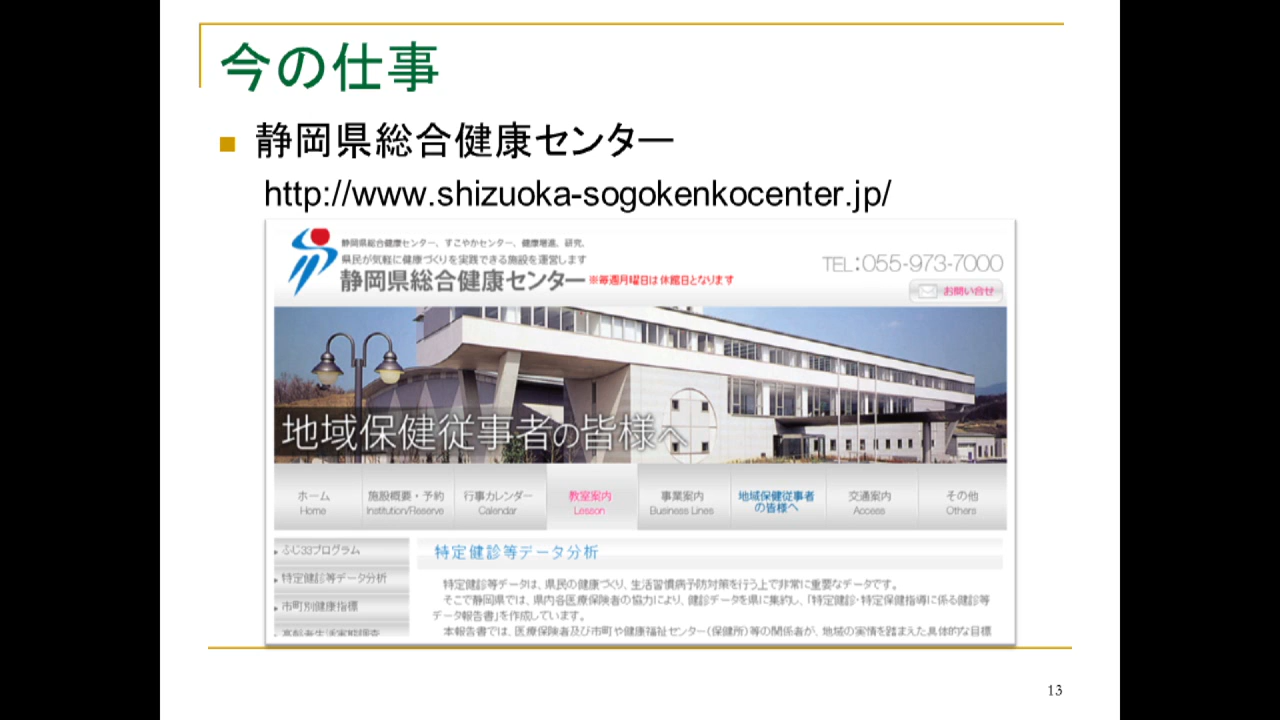 今の仕事
静岡県総合健康センター
http://www.shizuoka-sogokenkocenter.jp/
静岡県総合健康センター、すこやかセンター、健康増進、研究、
県民が気軽に健康づくりを実践できる施設を運営します
静岡県総合健康センター ※毎週月曜日は休館日となります
TEL:055-973-7000
お問い合せ
地域保健従事者の皆様へ
ホーム 施設概要・予約 行事カレンダー 教室案内 事業案内 地域保健従事者の皆様へ 交通案内 その他
Home Institution/Reserve Calendar Lesson Business Lines Access Others
ふじ33プログラム
特定健診等データ分析
市町別健康指標
高齢者生活実態調査
特定健診等データ分析
特定健診等データは、県民の健康づくり、生活習慣病予防対策を行う上で非常に重要なデータです。
そこで静岡県では、県内各医療保険者の協力により、健診データを県に集約し、「特定健診・特定保健指導に係る健診等
データ報告書」を作成しています。
本報告書では、医療保険者及び市町や健康福祉センター(保健所)等の関係者が、地域の実情を踏まえた具体的な目標
13